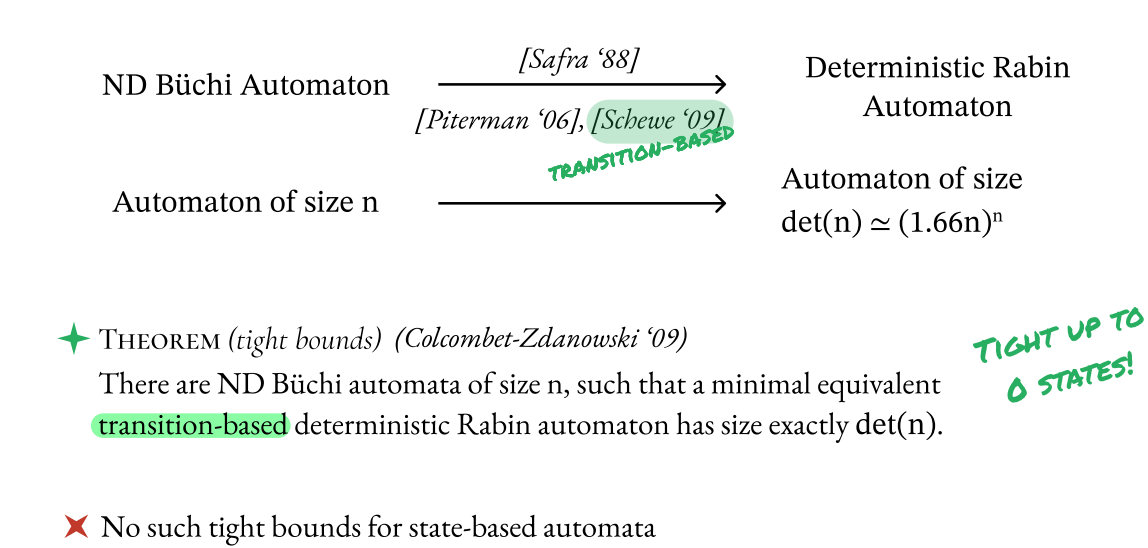 [Safra ‘88]
ND Büchi Automaton
Deterministic Rabin
Automaton
[Piterman ‘06], [Schewe ‘09]
TRANSITION-BASED
Automaton of size n
Automaton of size
det(n) ≃ (1.66n)ⁿ
THEOREM (tight bounds) (Colcombet-Zdanowski ‘09)
There are ND Büchi automata of size n, such that a minimal equivalent
transition-based deterministic Rabin automaton has size exactly det(n).
TIGHT UP TO
0 STATES!
No such tight bounds for state-based automata